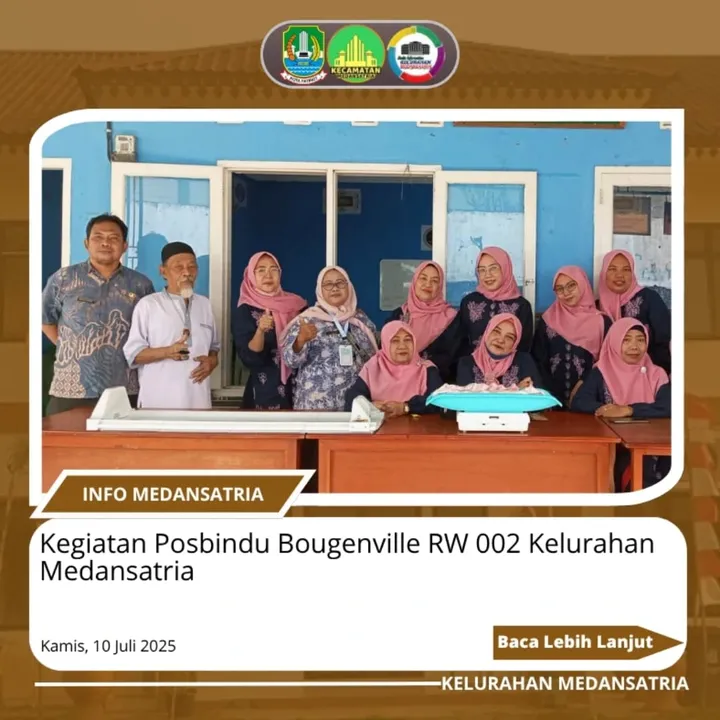 KECAMATAN
MEDANSATRIA
INFO MEDANSATRIA
Kegiatan Posbindu Bougenville RW 002 Kelurahan
Medansatria
Kamis, 10 Juli 2025
Baca Lebih Lanjut
KELURAHAN MEDANSATRIA